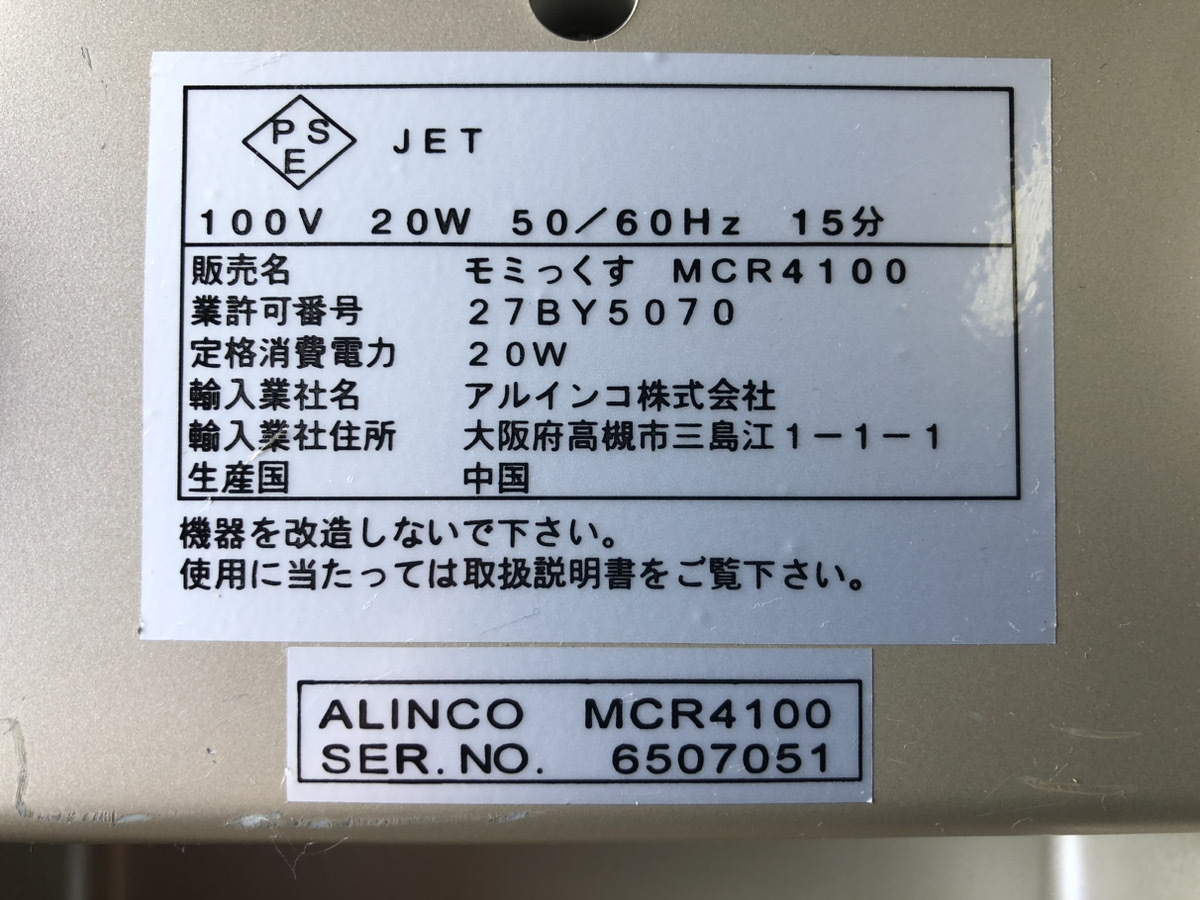 PSE JET
100V 20W 50/60Hz 15分
販売名 モミっくす MCR4100
業許可番号 27BY5070
定格消費電力 20W
輸入業社名 アルインコ株式会社
輸入業社住所 大阪府高槻市三島江1-1-1
生産国 中国
機器を改造しないで下さい。
使用に当たっては取扱説明書をご覧下さい。
ALINCO MCR4100
SER.NO. 6507051